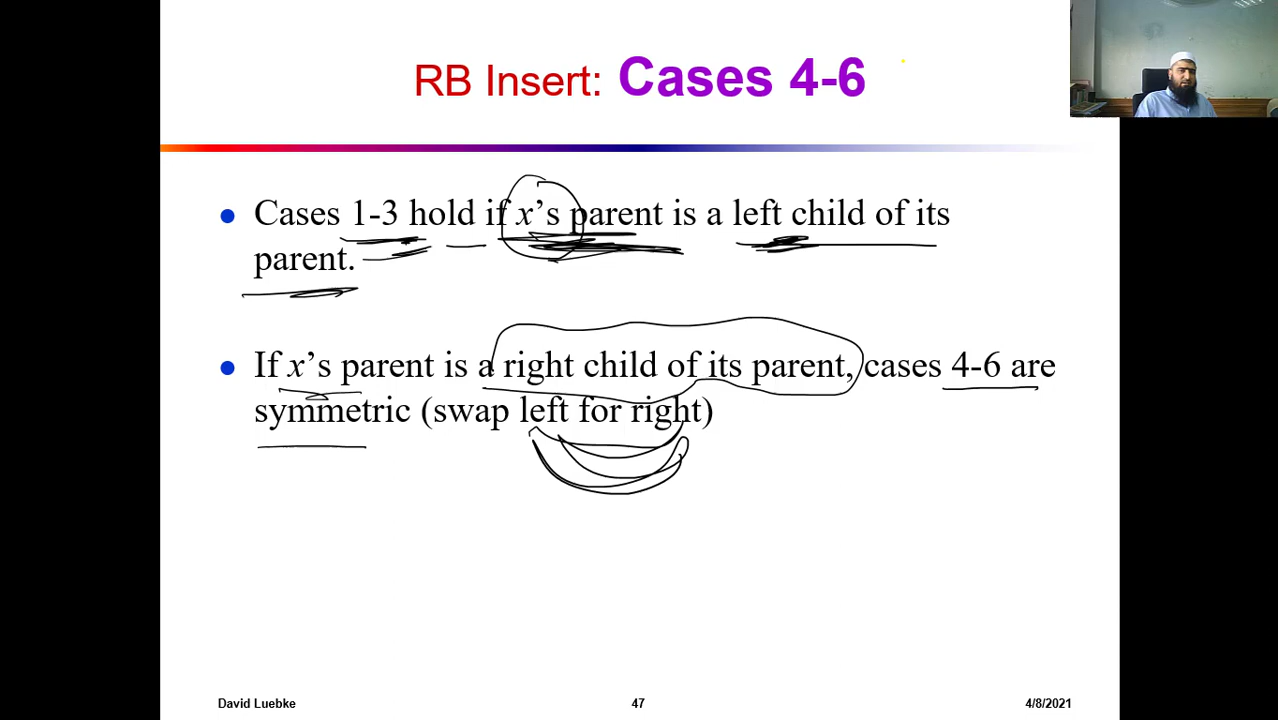 RB Insert: Cases 4-6
Cases 1-3 hold if x's parent is a left child of its
parent.
If x's parent is a right child of its parent, cases 4-6 are
symmetric (swap left for right)
David Luebke
47
4/8/2021